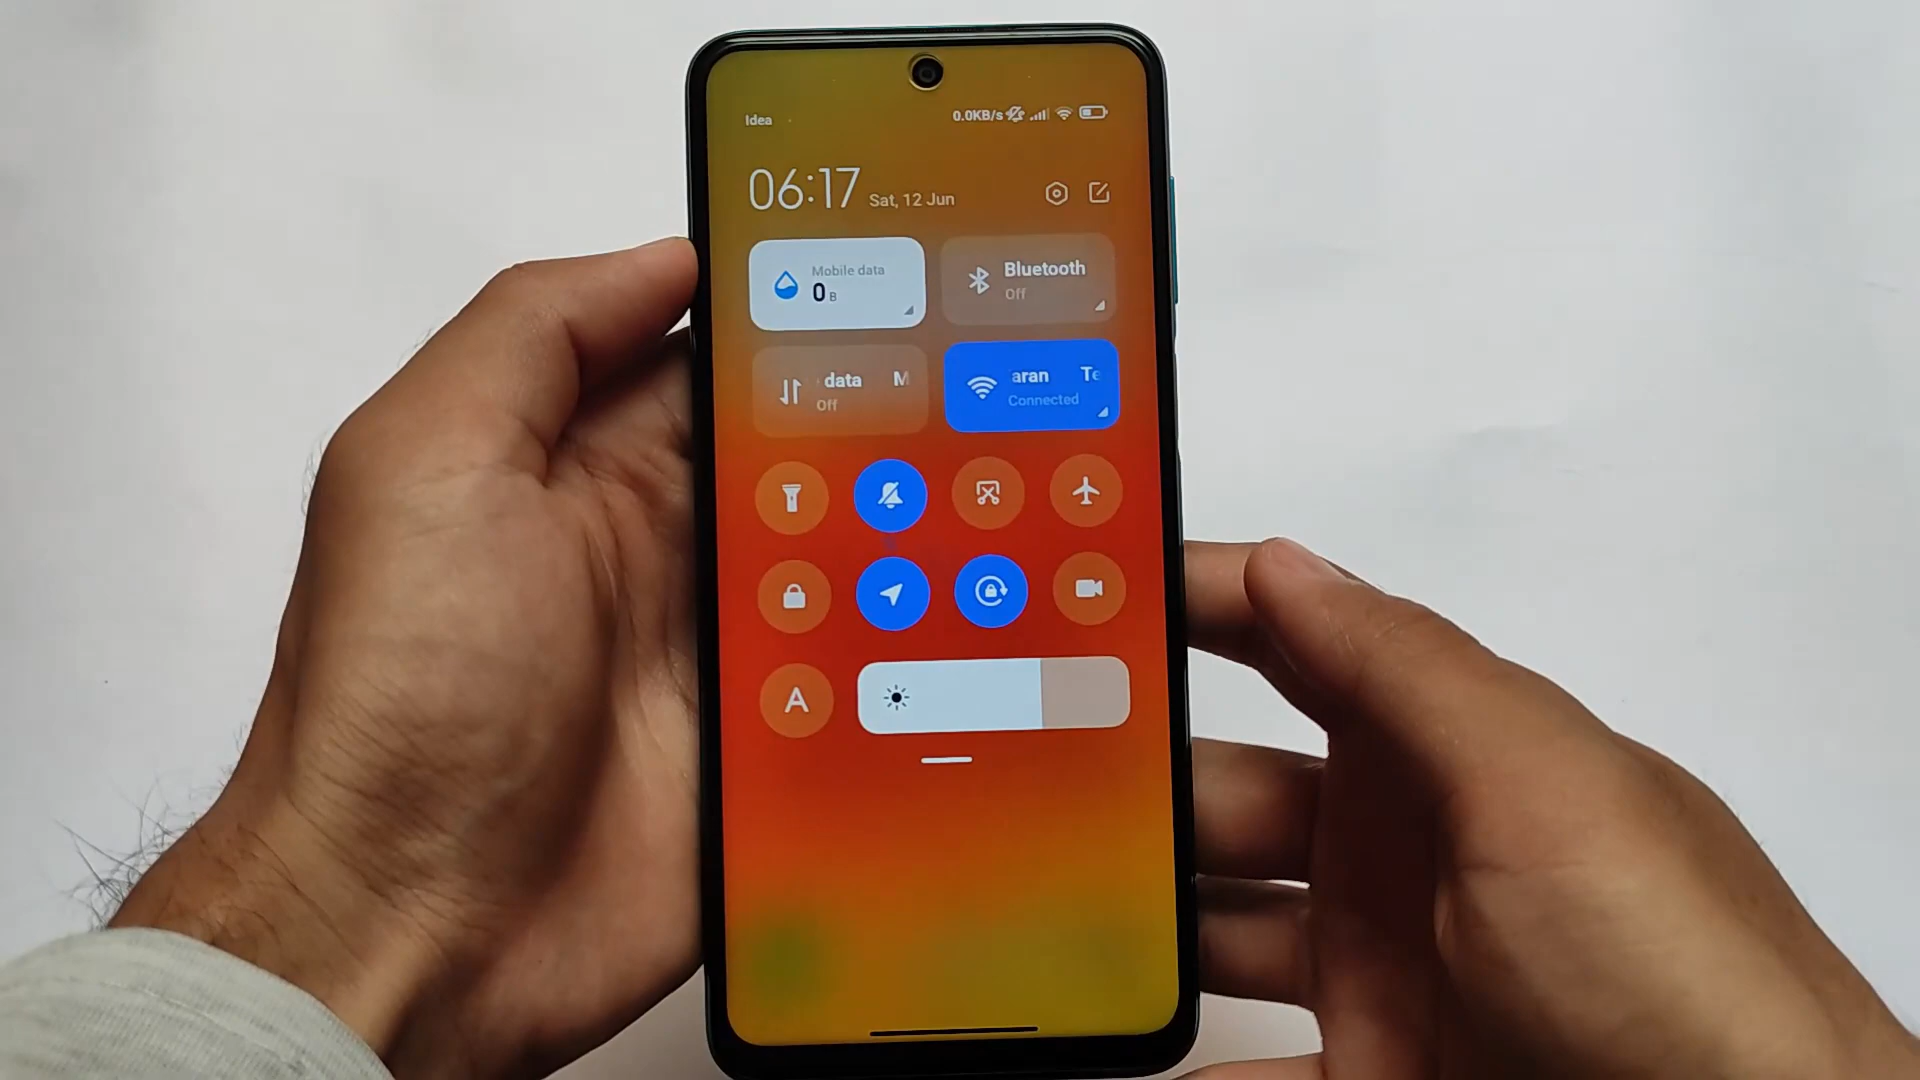 Idea 0.0KB/s
06:17 Sat, 12 Jun
Mobile data
0 B
Bluetooth
Off
data M
Off
aran Te
Connected
A